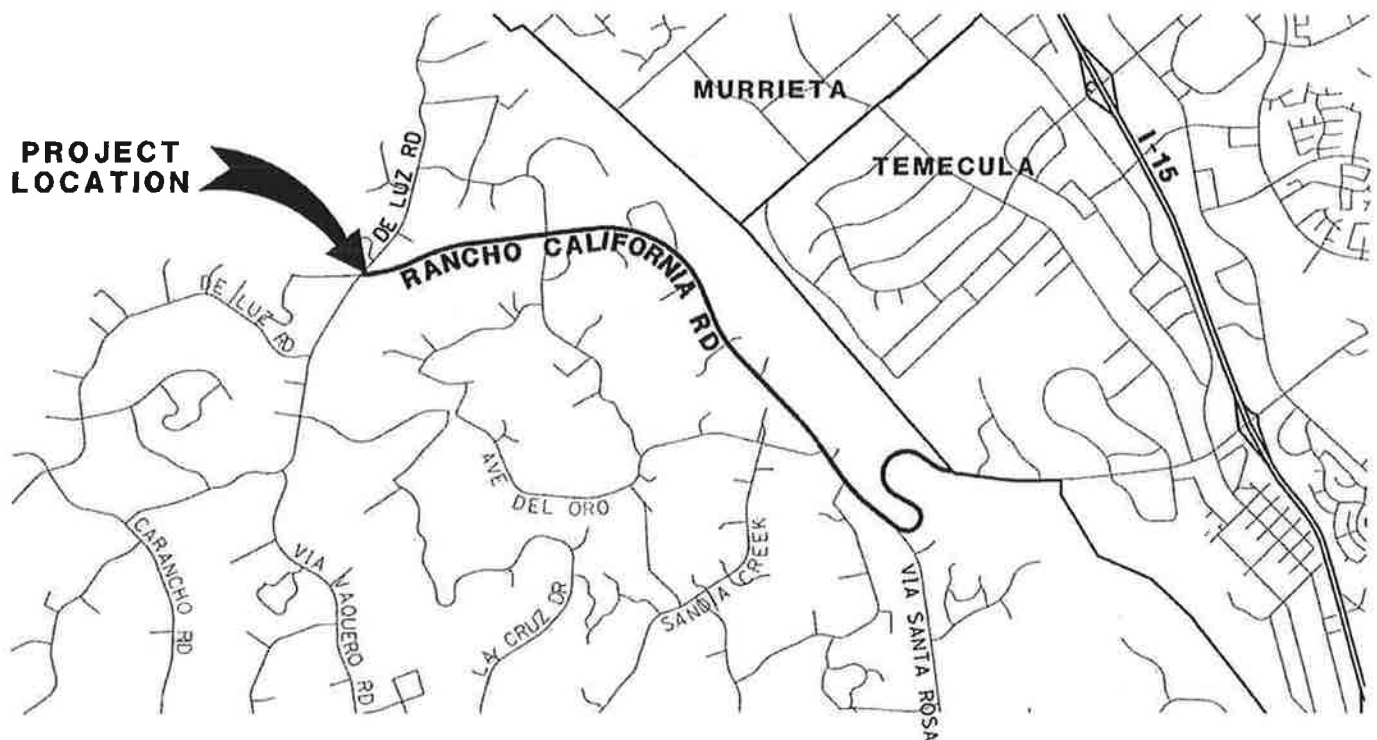 MURRIETA
I-15
PROJECT
LOCATION
TEMECULA
DE LUZ RD
RANCHO CALIFORNIA RD
DE LUZ RD
AVE DEL ORO
CARANCHO RD
VIA VAQUERO RD
LA CRUZ DR
SANDIA CREEK
VIA SANTA ROSA